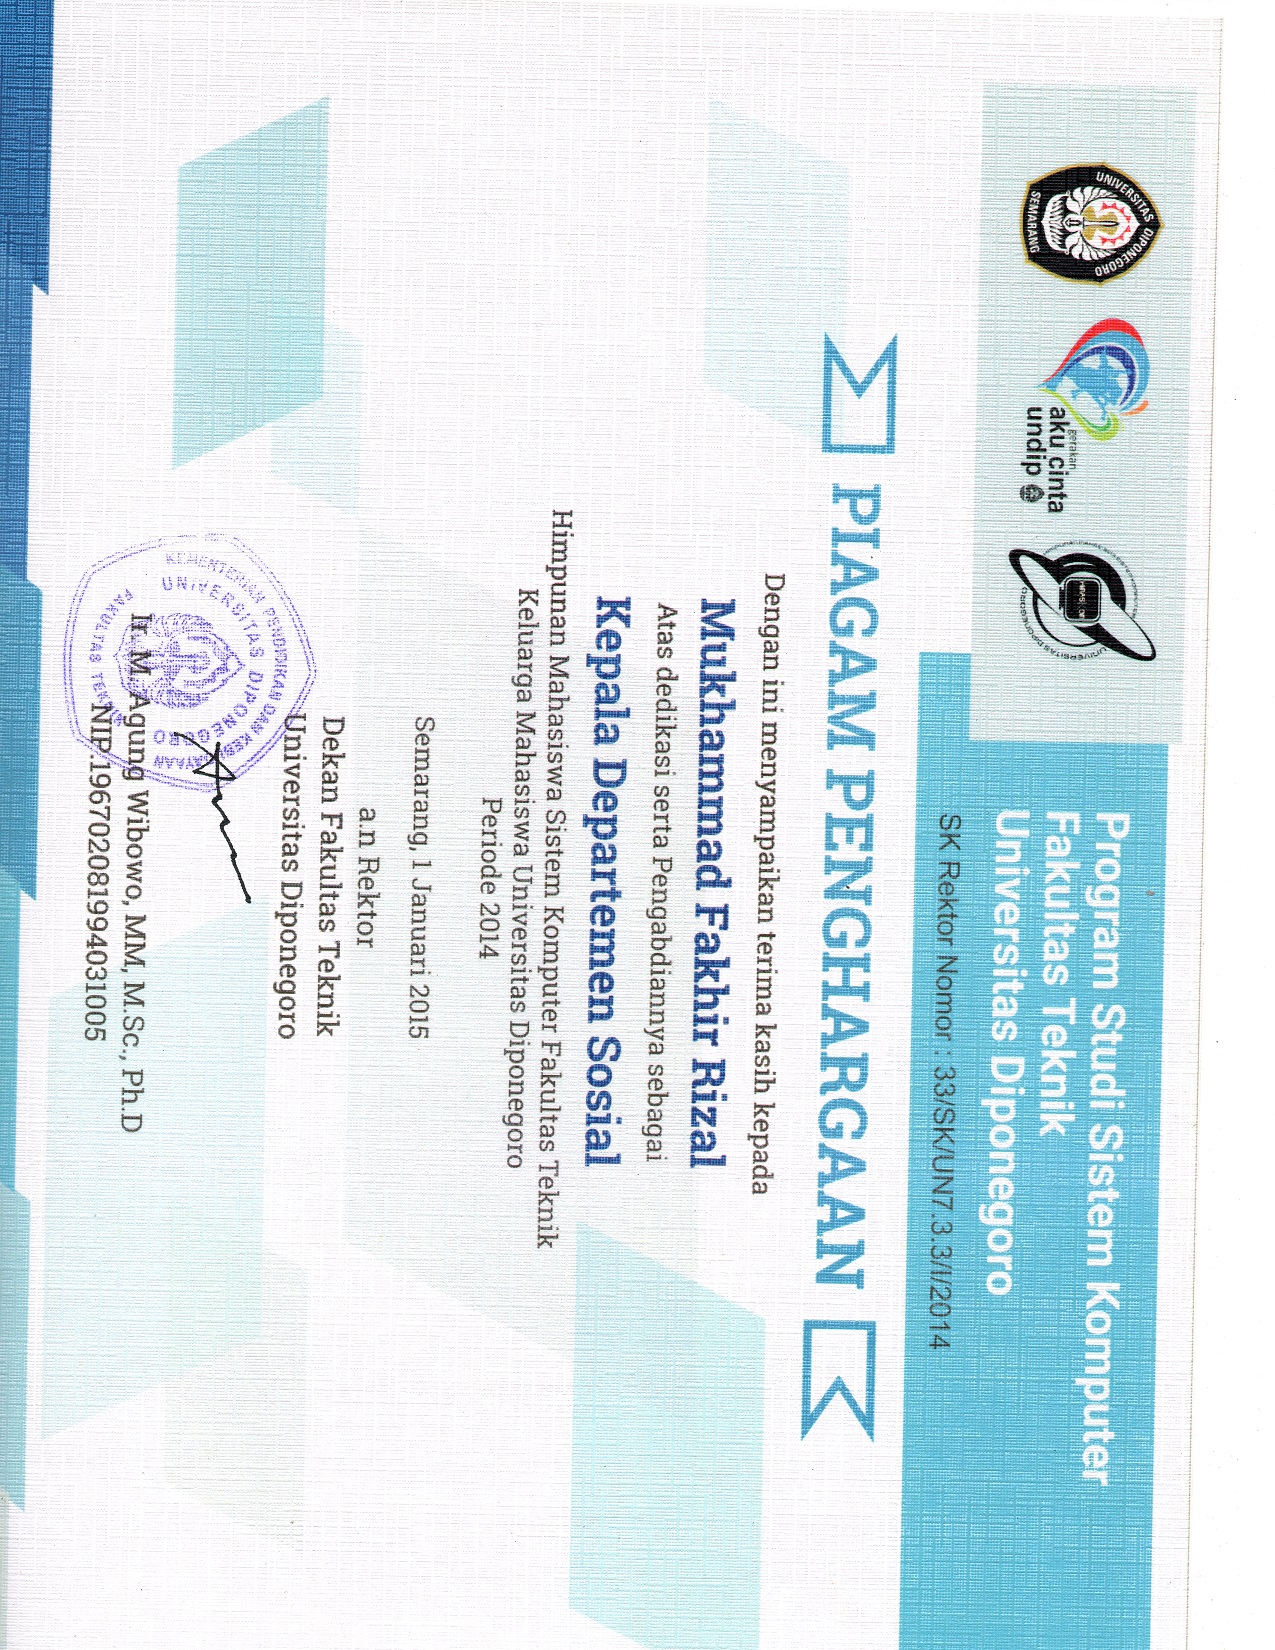 UNIVERSITAS DIPONEGORO
SEMARANG
gerakan
aku cinta
undip
UNIVERSITAS DIPONEGORO
Program Studi Sistem Komputer
Fakultas Teknik
Universitas Diponegoro
SK Rektor Nomor : 33/SK/UN7.3.3/I/2014
PIAGAM PENGHARGAAN
Dengan ini menyampaikan terima kasih kepada
Mukhammad Fakhir Rizal
Atas dedikasi serta Pengabdiannya sebagai
Kepala Departemen Sosial
Himpunan Mahasiswa Sistem Komputer Fakultas Teknik
Keluarga Mahasiswa Universitas Diponegoro
Periode 2014
Semarang, 1 Januari 2015
a.n Rektor
Dekan Fakultas Teknik
Universitas Diponegoro
KEMENTERIAN PENDIDIKAN DAN KEBUDAYAAN
UNIVERSITAS DIPONEGORO
FAKULTAS TEKNIK
Ir. M. Agung Wibowo, MM, M.Sc., Ph.D
NIP.196702081994031005